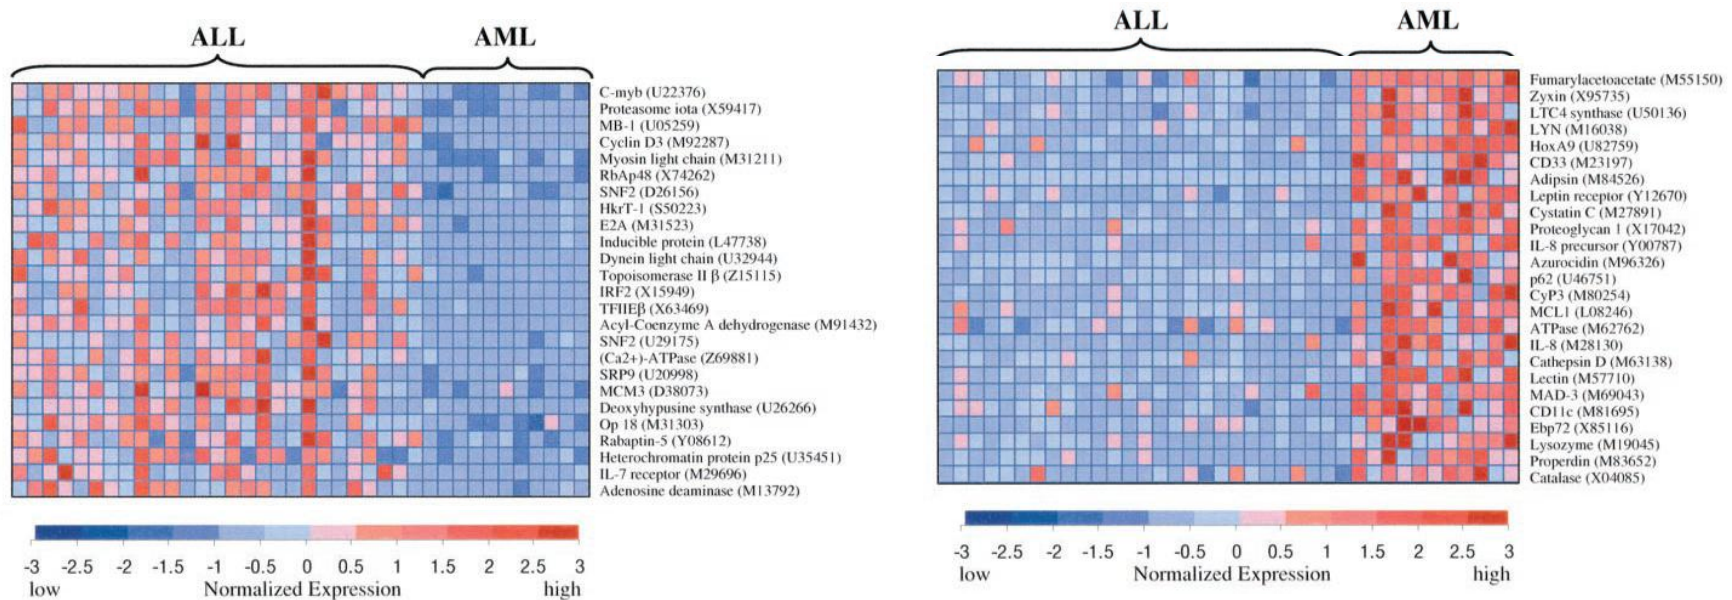 ALL AML
C-myb (U22376)
Proteasome iota (X59417)
MB-1 (U05259)
Cyclin D3 (M92287)
Myosin light chain (M31211)
RbAp48 (X74262)
SNF2 (D26156)
HkrT-1 (S50223)
E2A (M31523)
Inducible protein (L47738)
Dynein light chain (U32944)
Topoisomerase II β (Z15115)
IRF2 (X15949)
TFIIEβ (X63469)
Acyl-Coenzyme A dehydrogenase (M91432)
SNF2 (U29175)
(Ca2+)-ATPase (Z69881)
SRP9 (U20998)
MCM3 (D38073)
Deoxyhypusine synthase (U26266)
Op 18 (M31303)
Rabaptin-5 (Y08612)
Heterochromatin protein p25 (U35451)
IL-7 receptor (M29696)
Adenosine deaminase (M13792)
-3 -2.5 -2 -1.5 -1 -0.5 0 0.5 1 1.5 2 2.5 3
low Normalized Expression high
ALL AML
Fumarylacetoacetate (M55150)
Zyxin (X95735)
LTC4 synthase (U50136)
LYN (M16038)
HoxA9 (U82759)
CD33 (M23197)
Adipsin (M84526)
Leptin receptor (Y12670)
Cystatin C (M27891)
Proteoglycan 1 (X17042)
IL-8 precursor (Y00787)
Azurocidin (M96326)
p62 (U46751)
CyP3 (M80254)
MCL1 (L08246)
ATPase (M62762)
IL-8 (M28130)
Cathepsin D (M63138)
Lectin (M57710)
MAD-3 (M69043)
CD11c (M81695)
Ebp72 (X85116)
Lysozyme (M19045)
Properdin (M83652)
Catalase (X04085)
-3 -2.5 -2 -1.5 -1 -0.5 0 0.5 1 1.5 2 2.5 3
low Normalized Expression high